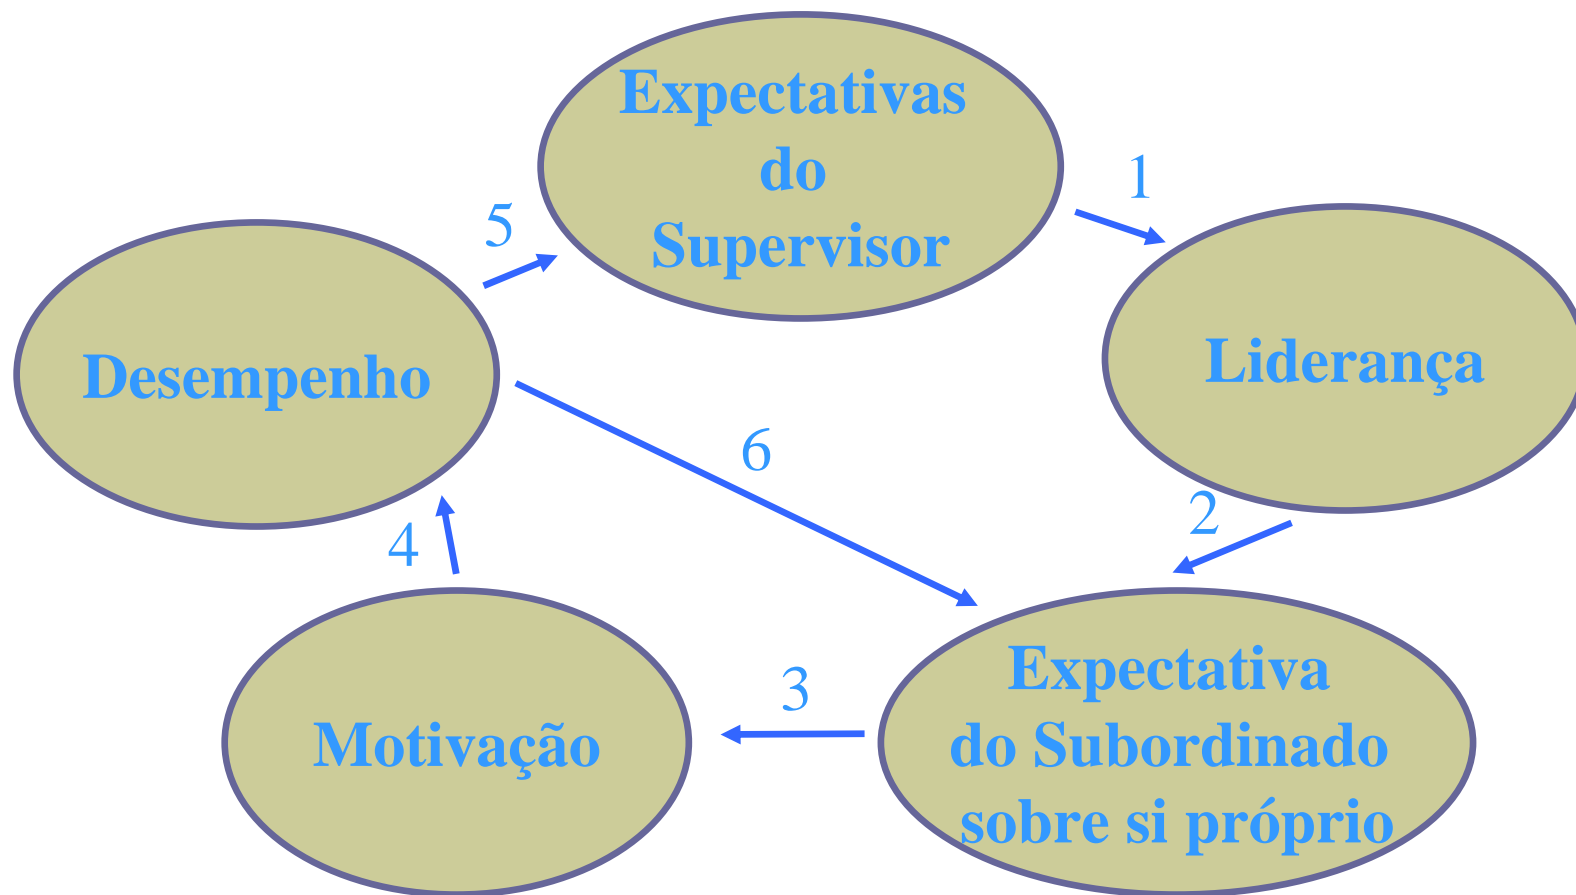 Expectativas
do
Supervisor
1
5
Liderança
Desempenho
6
2
4
Expectativa
do Subordinado
sobre si próprio
3
Motivação